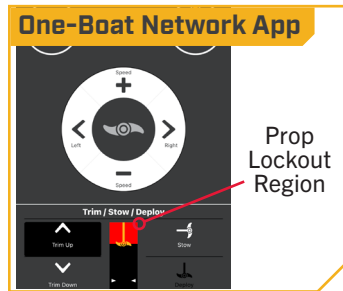 One-Boat Network App
Speed
Left
Right
Speed
Prop
Lockout
Region
Trim / Stow / Deploy
Trim Up
Stow
Trim Down
Deploy